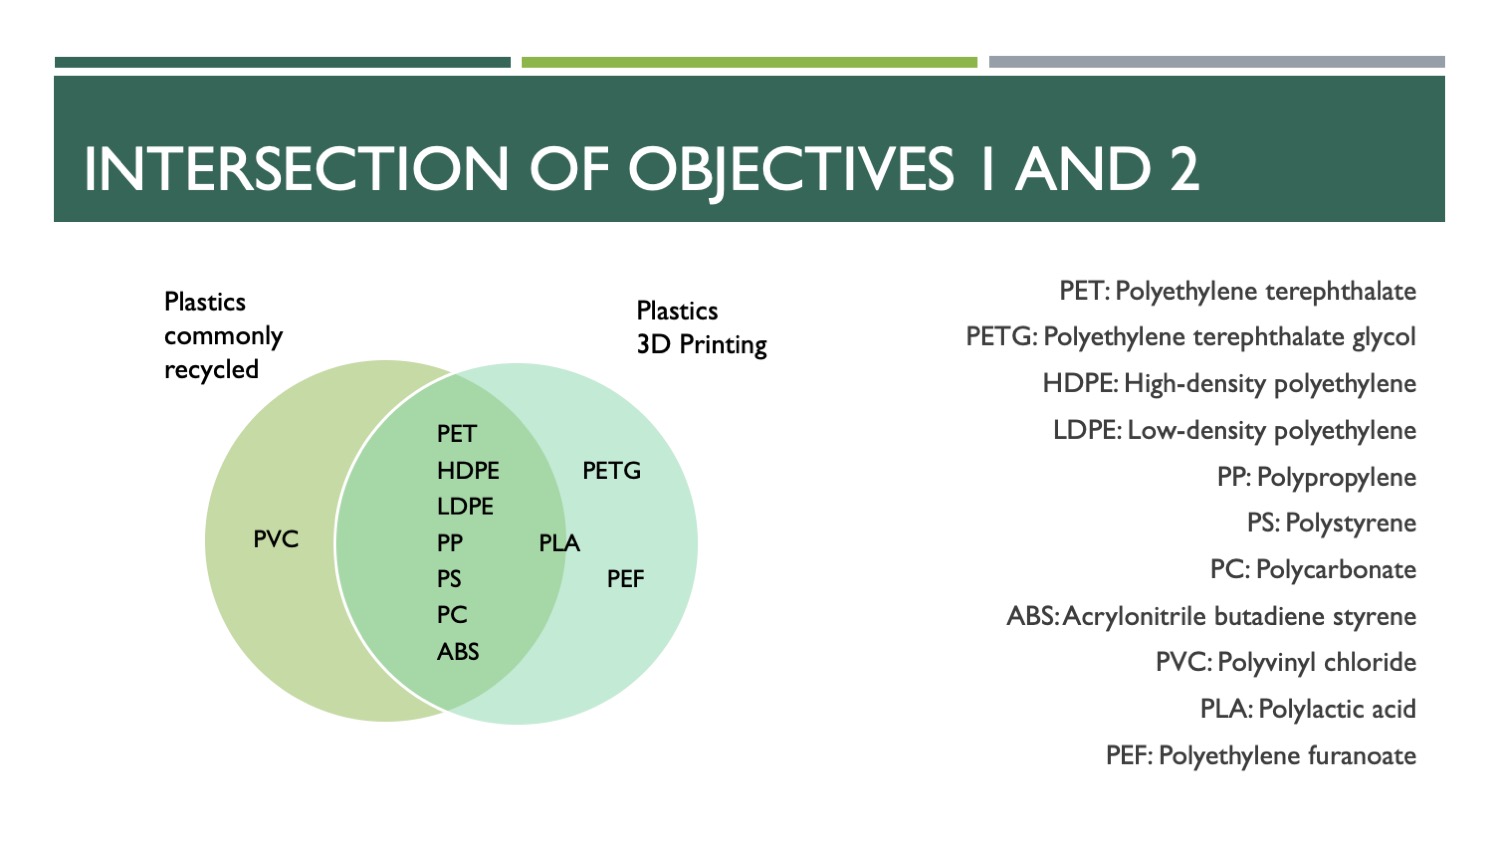 INTERSECTION OF OBJECTIVES 1 AND 2
Plastics
commonly
recycled
Plastics
3D Printing
PET
HDPE
LDPE
PP
PS
PC
ABS
PVC
PLA
PETG
PEF
PET: Polyethylene terephthalate
PETG: Polyethylene terephthalate glycol
HDPE: High-density polyethylene
LDPE: Low-density polyethylene
PP: Polypropylene
PS: Polystyrene
PC: Polycarbonate
ABS: Acrylonitrile butadiene styrene
PVC: Polyvinyl chloride
PLA: Polylactic acid
PEF: Polyethylene furanoate